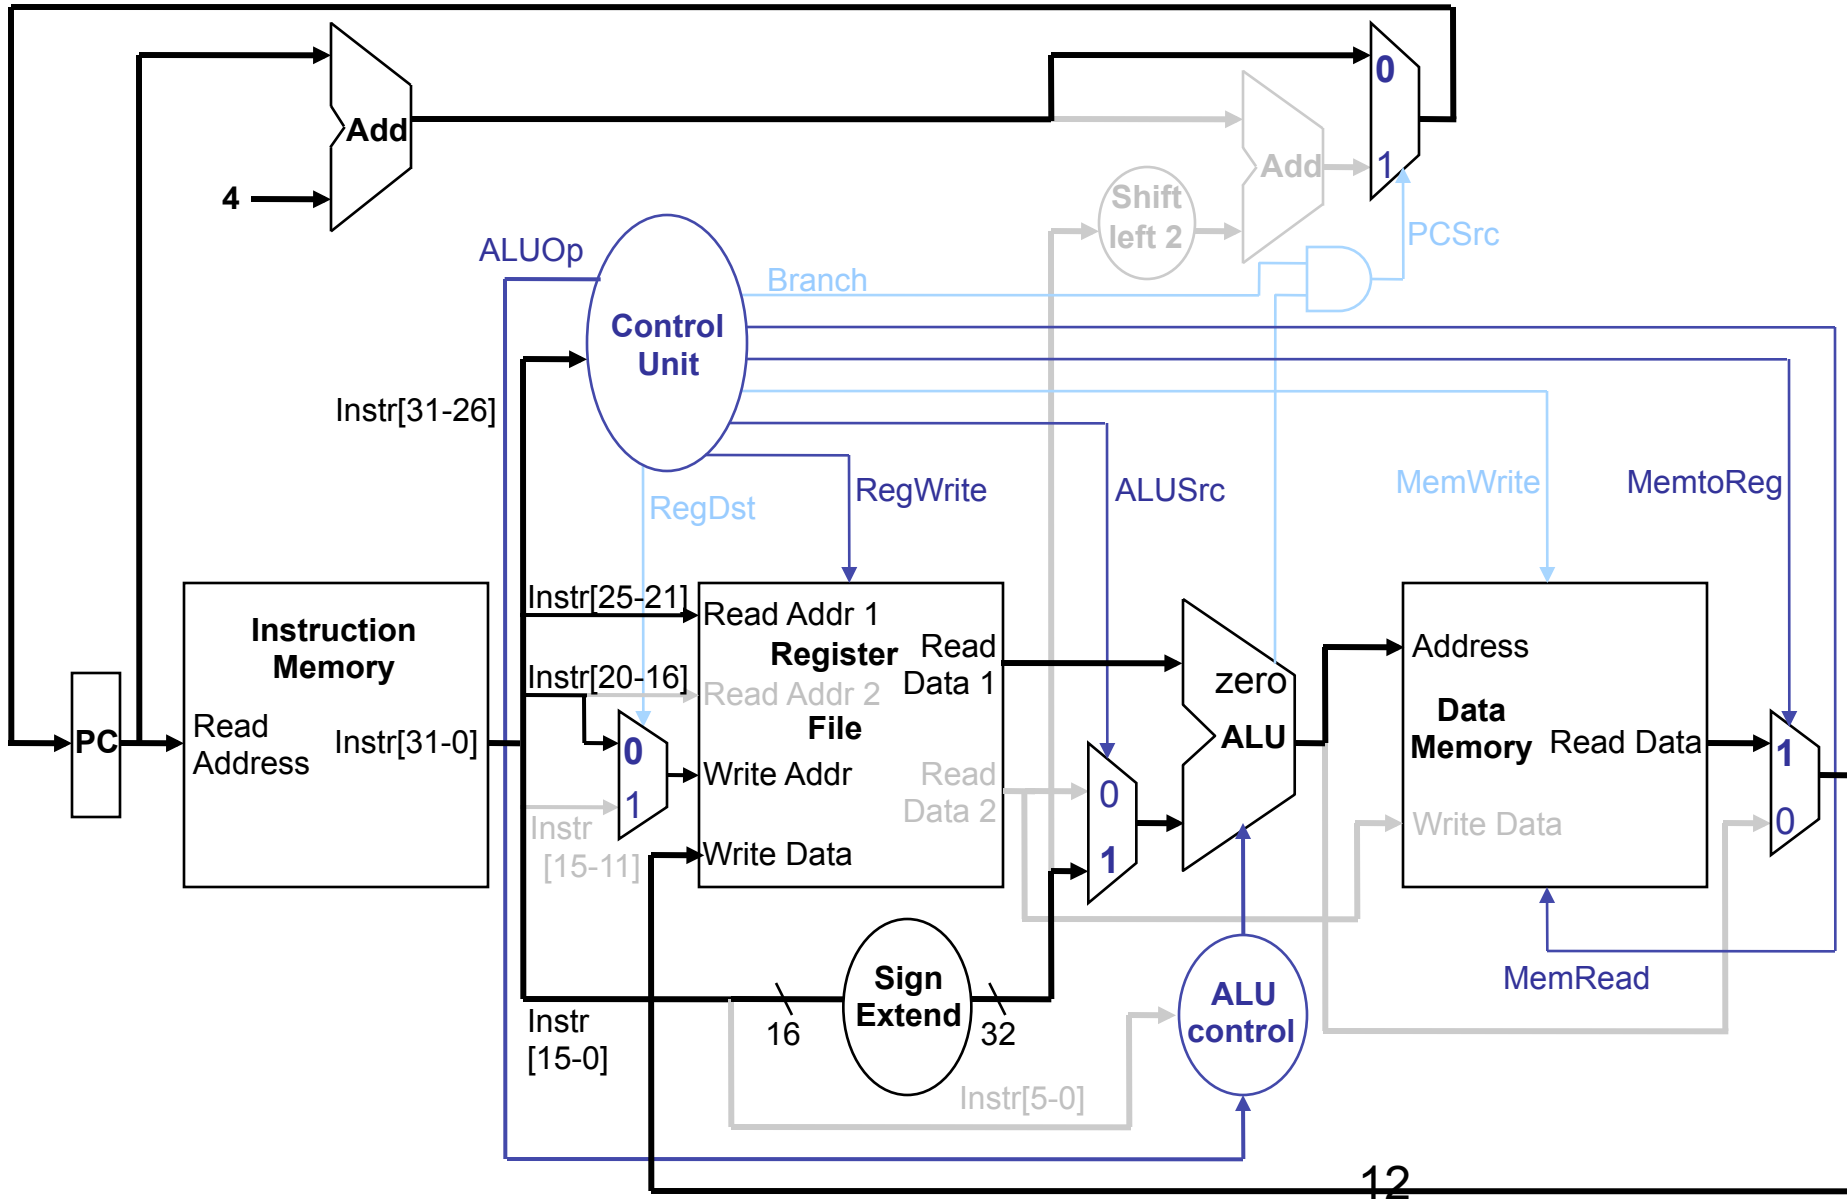 0
Add
Add
4
1
Shift
left 2
PCSrc
ALUOp
Branch
Control
Unit
Instr[31-26]
RegDst
RegWrite
ALUSrc
MemWrite
MemtoReg
Instruction
Memory
Read
Address
Instr[31-0]
PC
Instr[25-21]
Read Addr 1
Register
Read
Data 1
Instr[20-16]
Read Addr 2
File
0
1
Write Addr
Read
Data 2
Instr
[15-11]
Write Data
0
1
zero
ALU
Address
Data
Memory
Read Data
Write Data
1
0
MemRead
Sign
Extend
16
32
Instr
[15-0]
ALU
control
Instr[5-0]
12